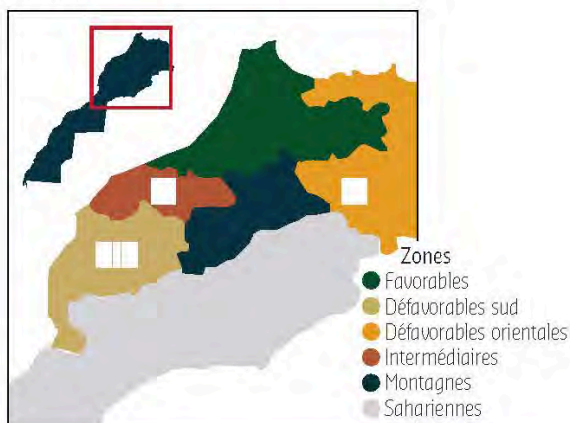 Zones
Favorables
Défavorables sud
Défavorables orientales
Intermédiaires
Montagnes
Sahariennes